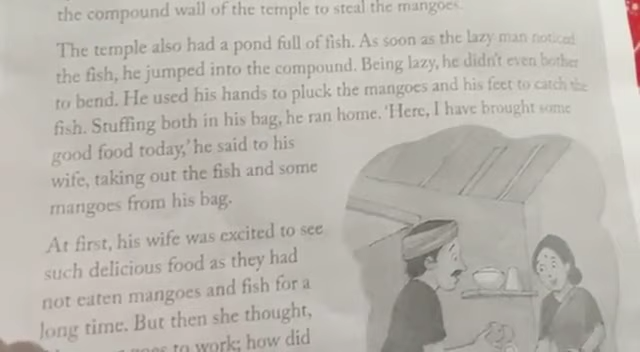 the compound wall of the temple to steal the mangoes.
The temple also had a pond full of fish. As soon as the lazy man noticed
the fish, he jumped into the compound. Being lazy, he didn't even bother
to bend. He used his hands to pluck the mangoes and his feet to catch the
fish. Stuffing both in his bag, he ran home. 'Here, I have brought some
good food today,' he said to his
wife, taking out the fish and some
mangoes from his bag.
At first, his wife was excited to see
such delicious food as they had
not eaten mangoes and fish for a
long time. But then she thought,
to work; how did